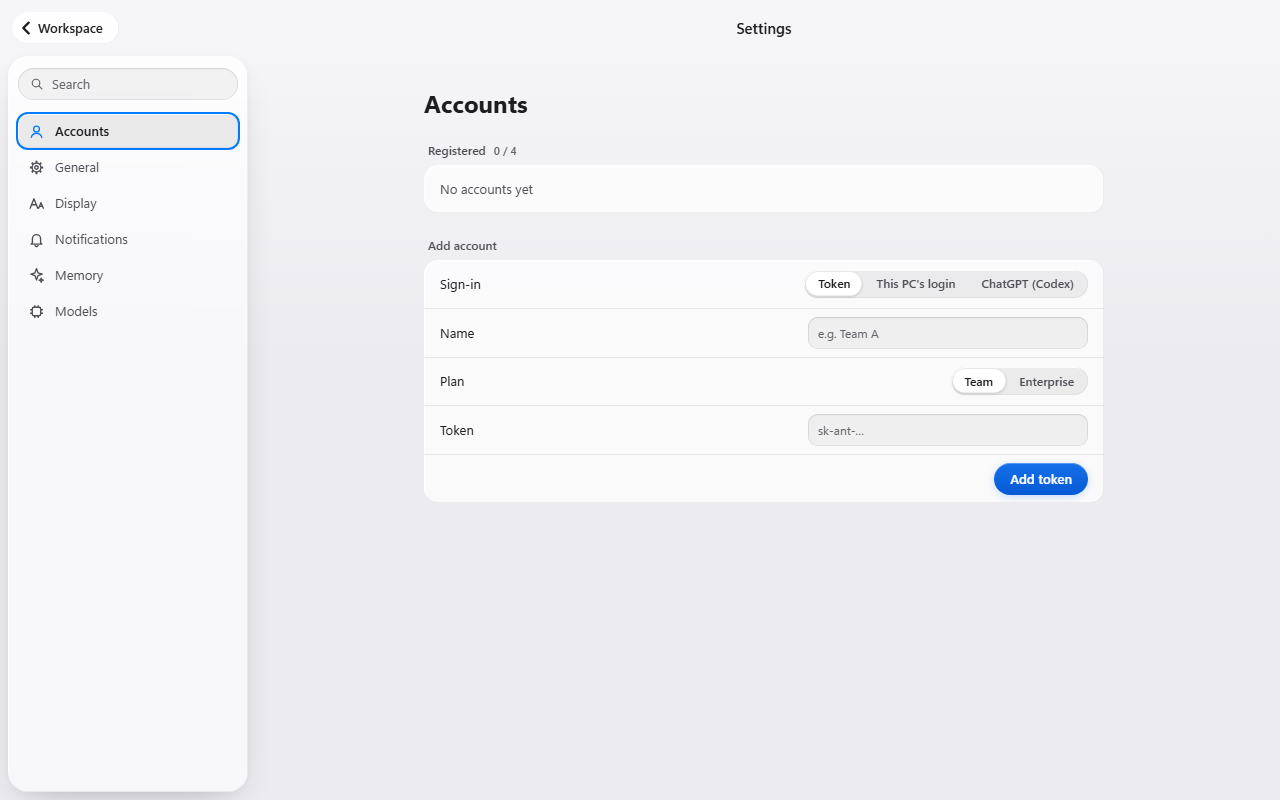 Workspace
Settings
Search
Accounts
General
Display
Notifications
Memory
Models
Accounts
Registered 0 / 4
No accounts yet
Add account
Sign-in Token This PC's login ChatGPT (Codex)
Name e.g. Team A
Plan Team Enterprise
Token sk-ant-...
Add token